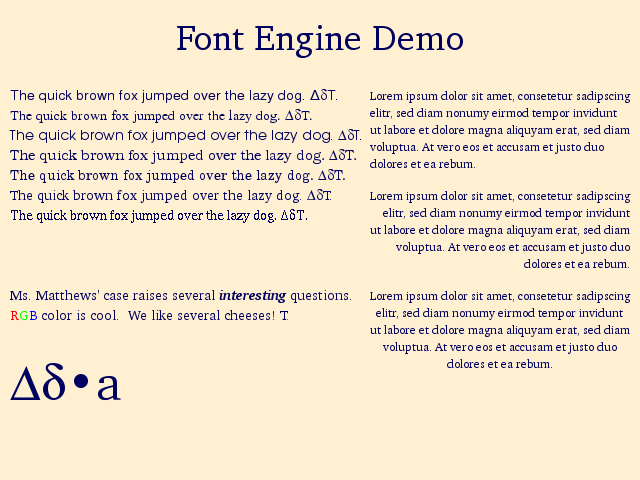 Font Engine Demo
The quick brown fox jumped over the lazy dog. ΔδT.
The quick brown fox jumped over the lazy dog. ΔδT.
The quick brown fox jumped over the lazy dog. ΔδT.
The quick brown fox jumped over the lazy dog. ΔδT.
The quick brown fox jumped over the lazy dog. ΔδT.
The quick brown fox jumped over the lazy dog. ΔδT.
The quick brown fox jumped over the lazy dog. ΔδT.
Ms. Matthews' case raises several interesting questions.
RGB color is cool.  We like several cheeses! T.
Δδ•a
Lorem ipsum dolor sit amet, consetetur sadipscing
elitr, sed diam nonumy eirmod tempor invidunt
ut labore et dolore magna aliquyam erat, sed diam
voluptua. At vero eos et accusam et justo duo
dolores et ea rebum.
Lorem ipsum dolor sit amet, consetetur sadipscing
elitr, sed diam nonumy eirmod tempor invidunt
ut labore et dolore magna aliquyam erat, sed diam
voluptua. At vero eos et accusam et justo duo
dolores et ea rebum.
Lorem ipsum dolor sit amet, consetetur sadipscing
elitr, sed diam nonumy eirmod tempor invidunt
ut labore et dolore magna aliquyam erat, sed diam
voluptua. At vero eos et accusam et justo duo
dolores et ea rebum.